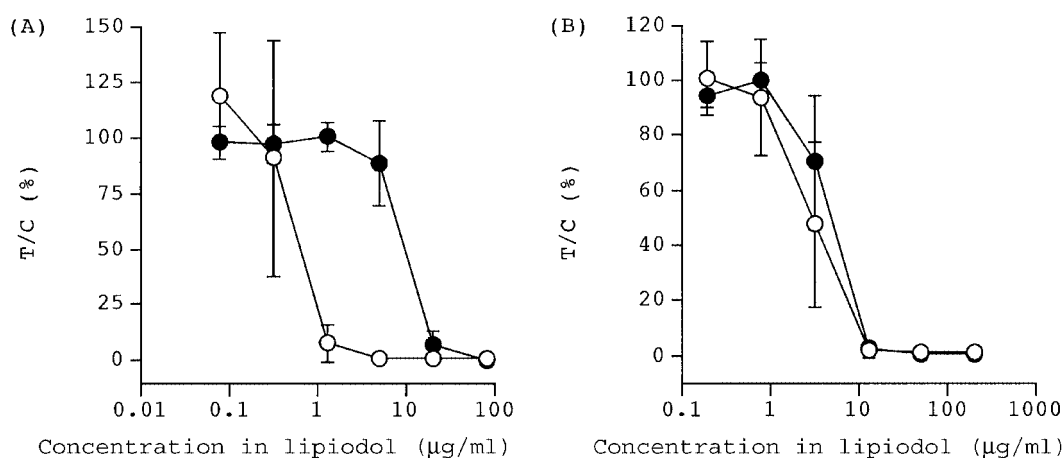 (A)
T/C (%)
150
125
100
75
50
25
0
0.01 0.1 1 10 100
Concentration in lipiodol (µg/ml)
(B)
T/C (%)
120
100
80
60
40
20
0
0.1 1 10 100 1000
Concentration in lipiodol (µg/ml)